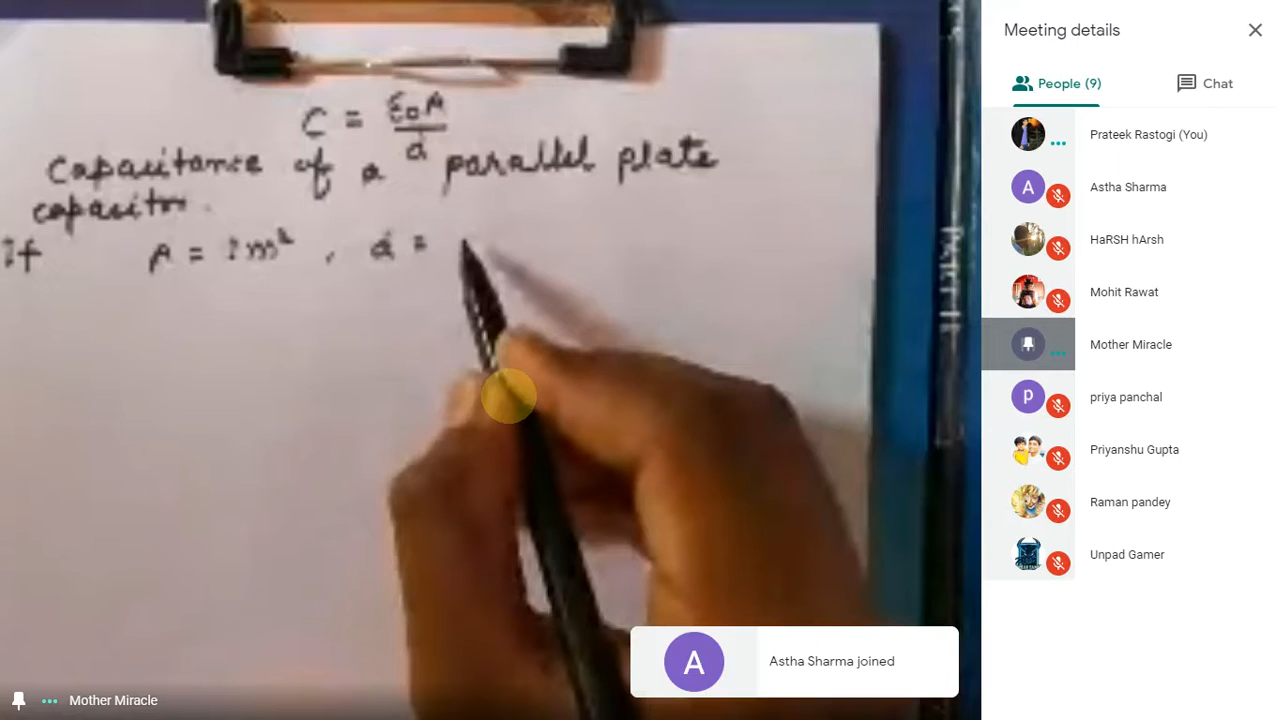 C = ε₀A/d
Capacitance of a parallel plate
capacitor.
If A = 1m² , d =
Mother Miracle
Astha Sharma joined
Meeting details
People (9)
Chat
Prateek Rastogi (You)
A
Astha Sharma
HaRSH hArsh
Mohit Rawat
Mother Miracle
p
priya panchal
Priyanshu Gupta
Raman pandey
Unpad Gamer
A